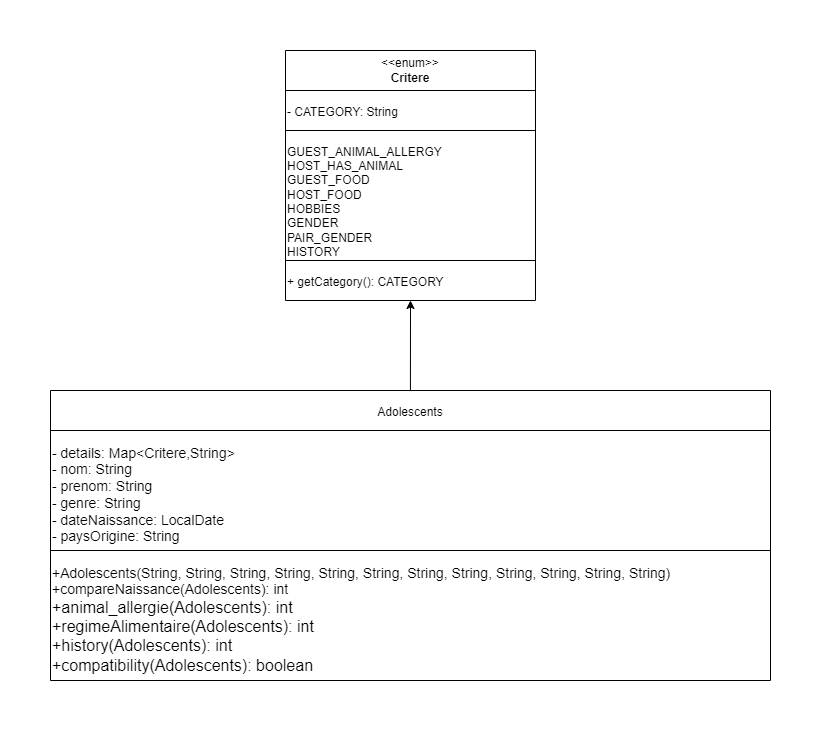 <<enum>>
Critere
- CATEGORY: String
GUEST_ANIMAL_ALLERGY
HOST_HAS_ANIMAL
GUEST_FOOD
HOST_FOOD
HOBBIES
GENDER
PAIR_GENDER
HISTORY
+ getCategory(): CATEGORY
Adolescents
- details: Map<Critere,String>
- nom: String
- prenom: String
- genre: String
- dateNaissance: LocalDate
- paysOrigine: String
+Adolescents(String, String, String, String, String, String, String, String, String, String, String, String)
+compareNaissance(Adolescents): int
+animal_allergie(Adolescents): int
+regimeAlimentaire(Adolescents): int
+history(Adolescents): int
+compatibility(Adolescents): boolean